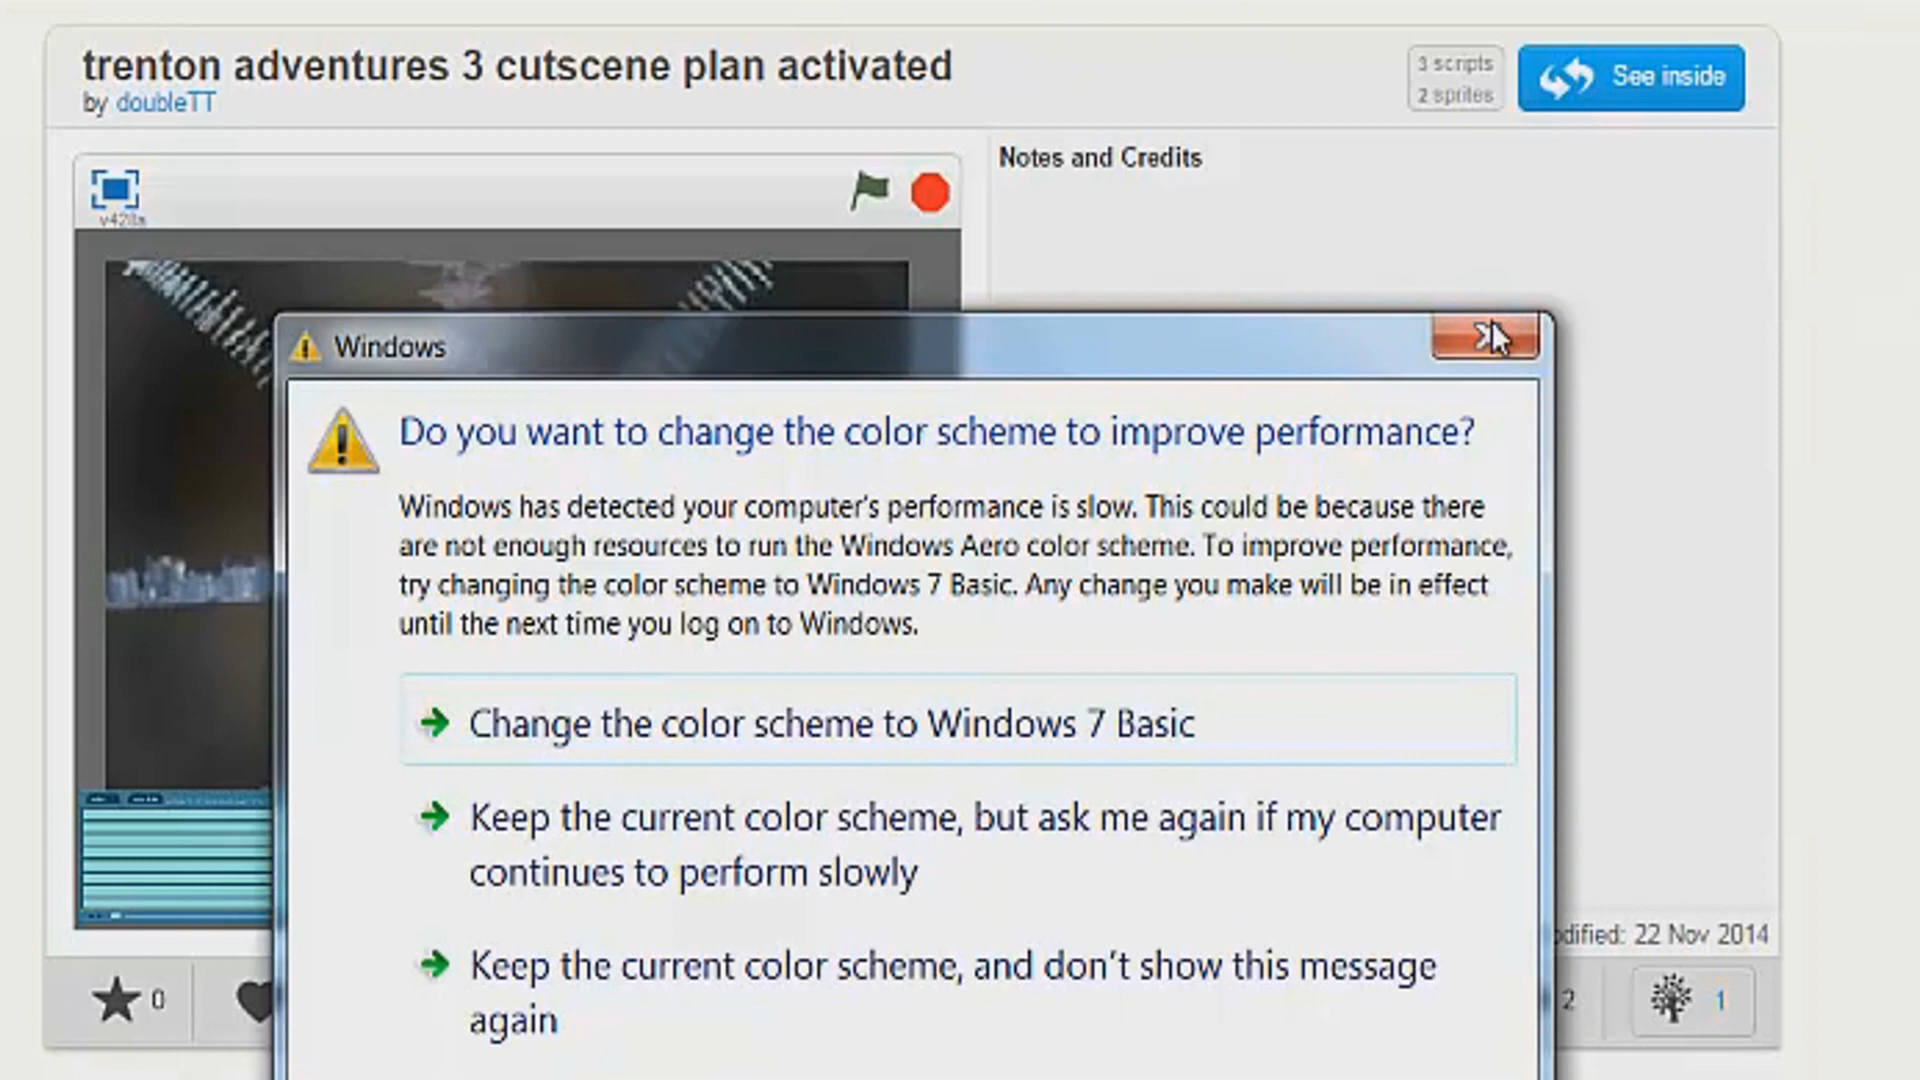 trenton adventures 3 cutscene plan activated
by doubleTT
3 scripts
2 sprites
See inside
v428a
Notes and Credits
Windows
Do you want to change the color scheme to improve performance?
Windows has detected your computer's performance is slow. This could be because there
are not enough resources to run the Windows Aero color scheme. To improve performance,
try changing the color scheme to Windows 7 Basic. Any change you make will be in effect
until the next time you log on to Windows.
Change the color scheme to Windows 7 Basic
Keep the current color scheme, but ask me again if my computer
continues to perform slowly
Keep the current color scheme, and don't show this message
again
odified: 22 Nov 2014
0
2
1